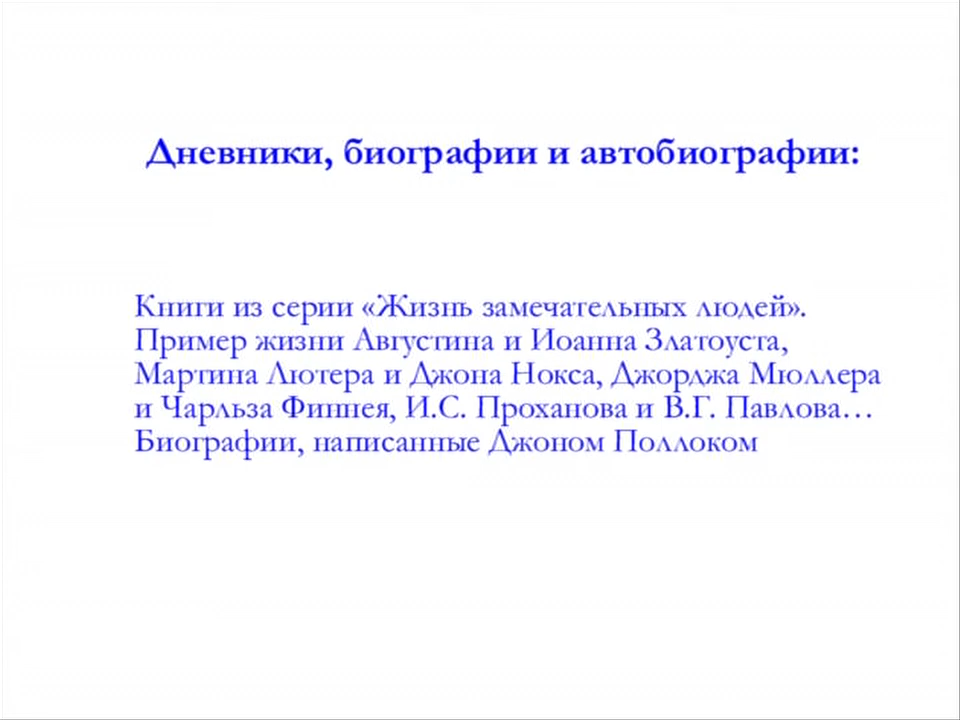 Дневники, биографии и автобиографии:
Книги из серии «Жизнь замечательных людей».
Пример жизни Августина и Иоанна Златоуста,
Мартина Лютера и Джона Нокса, Джорджа Мюллера
и Чарльза Финнея, И.С. Проханова и В.Г. Павлова…
Биографии, написанные Джоном Поллоком